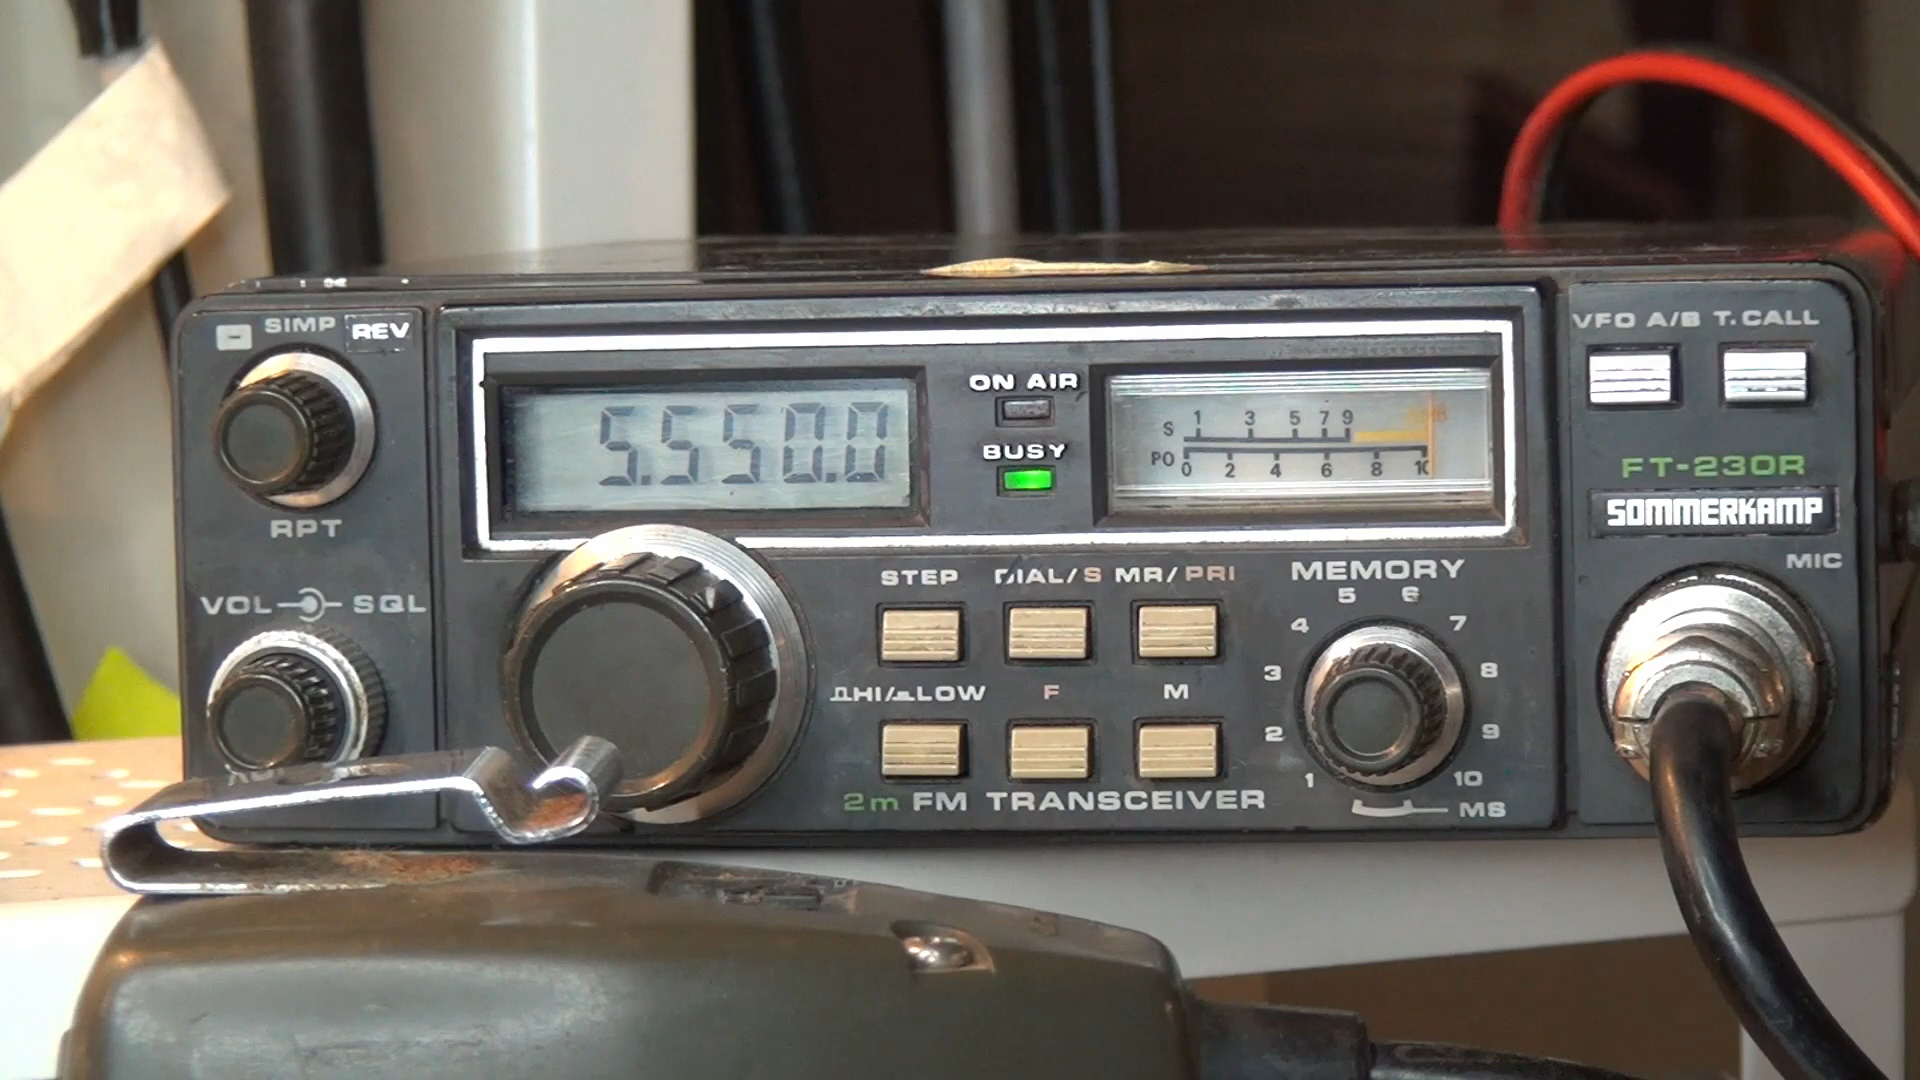 SIMP REV
RPT
VOL SQL
5.550.0
ON AIR
BUSY
S 1 3 5 7 9
PO 0 2 4 6 8 10
VFO A/B T.CALL
FT-230R
SOMMERKAMP
MIC
STEP DIAL/S MR/PRI
HI/LOW F M
MEMORY
1 2 3 4 5 6 7 8 9 10
MS
2m FM TRANSCEIVER